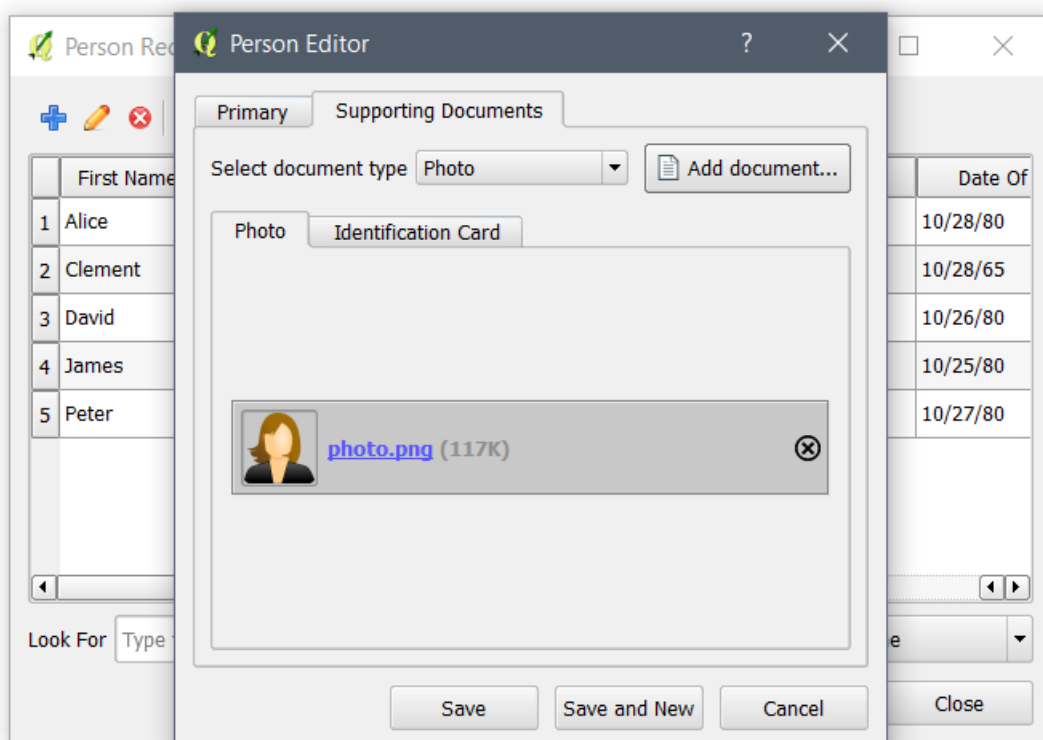 Person Rec
Person Editor
?
Primary
Supporting Documents
Select document type
Photo
Add document...
Photo
Identification Card
photo.png (117K)
Save
Save and New
Cancel
First Name
Date Of
1 Alice 10/28/80
2 Clement 10/28/65
3 David 10/26/80
4 James 10/25/80
5 Peter 10/27/80
Look For
Type
e
Close